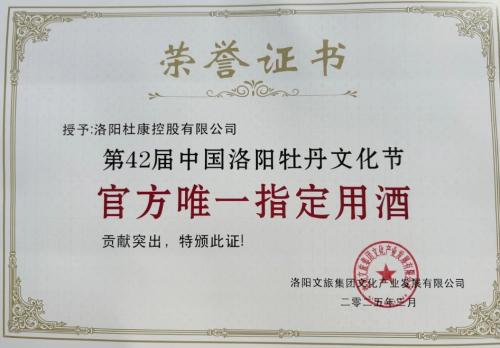 荣誉证书
授予:洛阳杜康控股有限公司
第42届中国洛阳牡丹文化节
官方唯一指定用酒
贡献突出，特颁此证!
洛阳文旅集团文化产业发展有限公司
二〇二五年三月